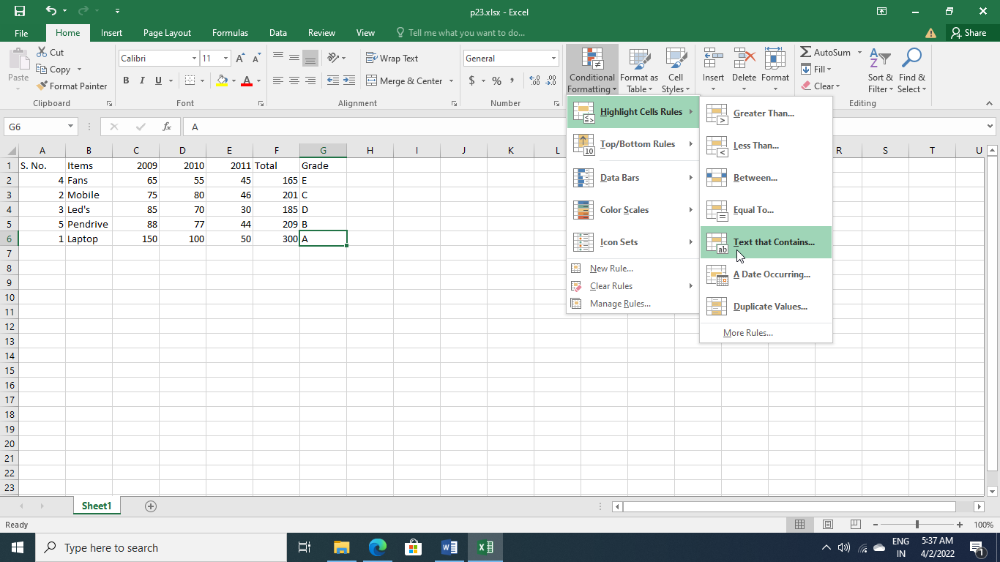 p23.xlsx - Excel
File Home Insert Page Layout Formulas Data Review View Tell me what you want to do... Share
Paste
Cut
Copy
Format Painter
Clipboard
Calibri 11
B I U A
Font
Wrap Text
Merge & Center
Alignment
General
$ % ,
Number
Conditional Formatting
Format as Table
Cell Styles
Insert Delete Format
AutoSum
Fill
Clear
Sort & Filter
Find & Select
Editing
G6 fx A
A B C D E F G H I J K L R S T U
1 S. No. Items 2009 2010 2011 Total Grade
2 4 Fans 65 55 45 165 E
3 2 Mobile 75 80 46 201 C
4 3 Led's 85 70 30 185 D
5 5 Pendrive 88 77 44 209 B
6 1 Laptop 150 100 50 300 A
7
8
9
10
11
12
13
14
15
16
17
18
19
20
21
22
23
Highlight Cells Rules
Top/Bottom Rules
Data Bars
Color Scales
Icon Sets
New Rule...
Clear Rules
Manage Rules...
Greater Than...
Less Than...
Between...
Equal To...
Text that Contains...
A Date Occurring...
Duplicate Values...
More Rules...
Sheet1
Ready 100%
Type here to search
ENG
IN
5:37 AM
4/2/2022
1